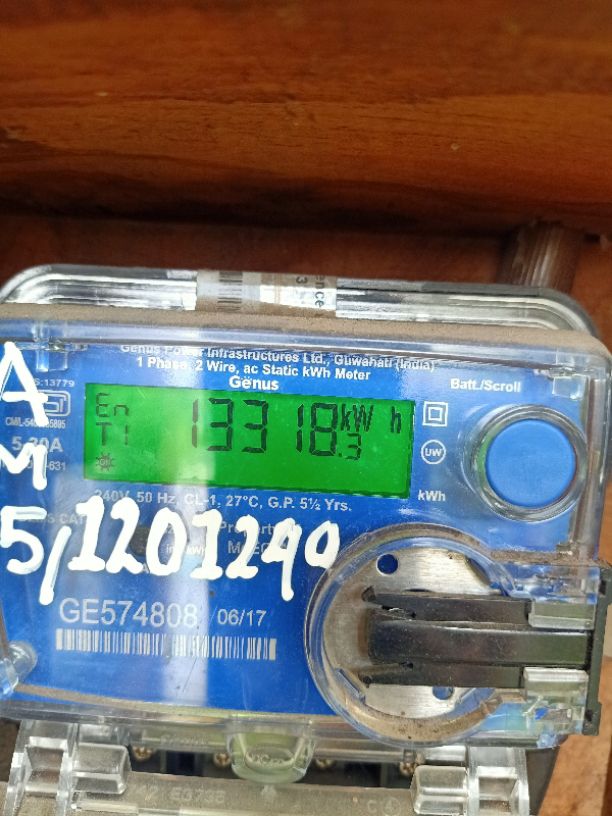 Genus Power Infrastructures Ltd., Guwahati (India)
1 Phase, 2 Wire, ac Static kWh Meter
Genus
Batt./Scroll
IS:13779
5-30A
En
T1
13318.3 kW h
UW
kWh
240V, 50 Hz, CL-1, 27°C, G.P. 5½ Yrs.
A
M
5/1201240
GE574808 06/17